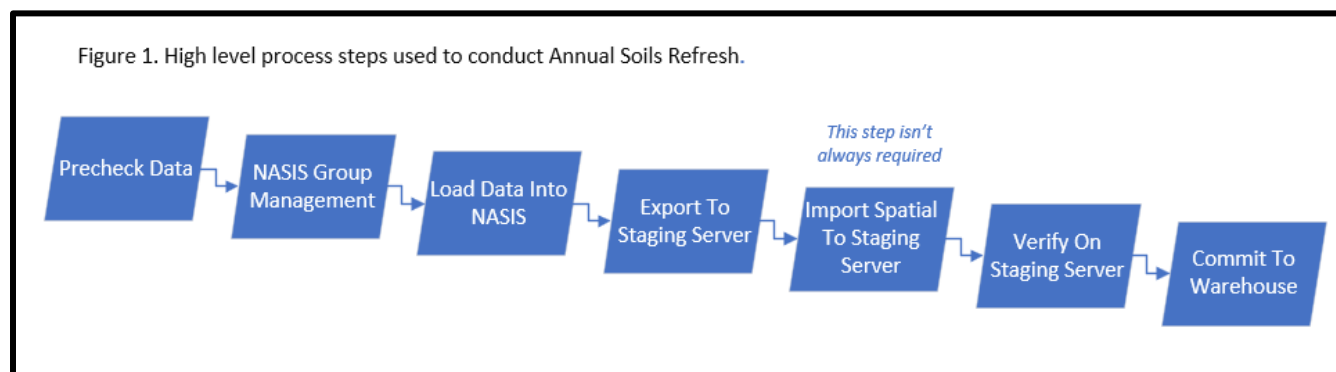 Figure 1. High level process steps used to conduct Annual Soils Refresh.
Precheck Data
NASIS Group
Management
Load Data Into
NASIS
Export To
Staging Server
This step isn't
always required
Import Spatial
To Staging
Server
Verify On
Staging Server
Commit To
Warehouse